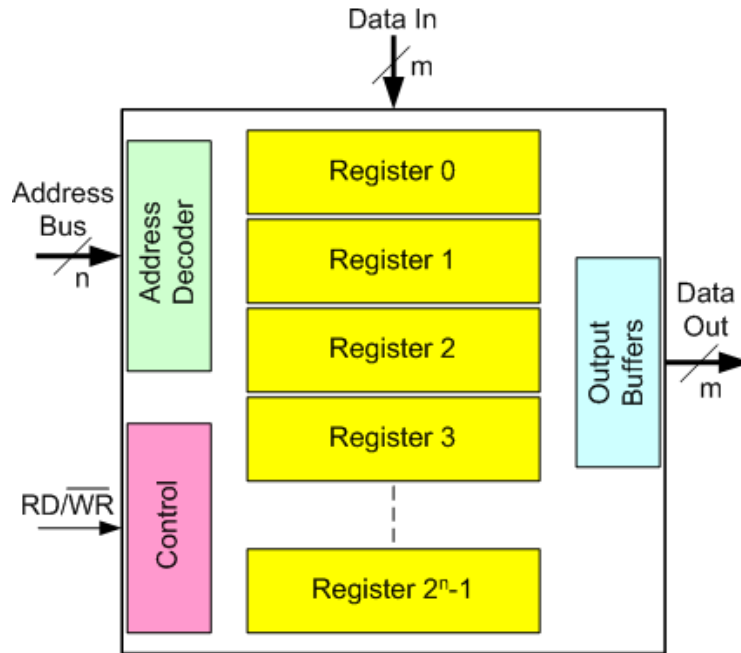 Data In
m
Address
Bus
n
Address
Decoder
Register 0
Register 1
Register 2
Register 3
Register 2ⁿ-1
Output
Buffers
Data
Out
m
RD/W̅R̅
Control